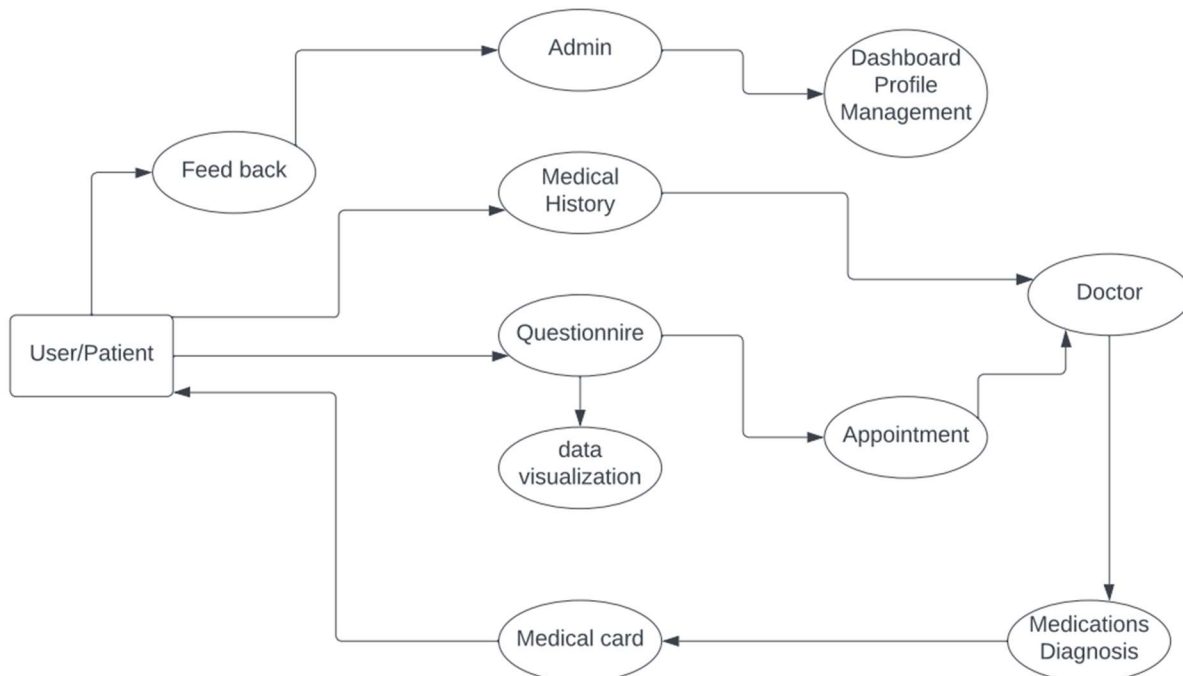 Admin
Dashboard
Profile
Management
Feed back
Medical
History
Doctor
User/Patient
Questionnire
Appointment
data
visualization
Medical card
Medications
Diagnosis